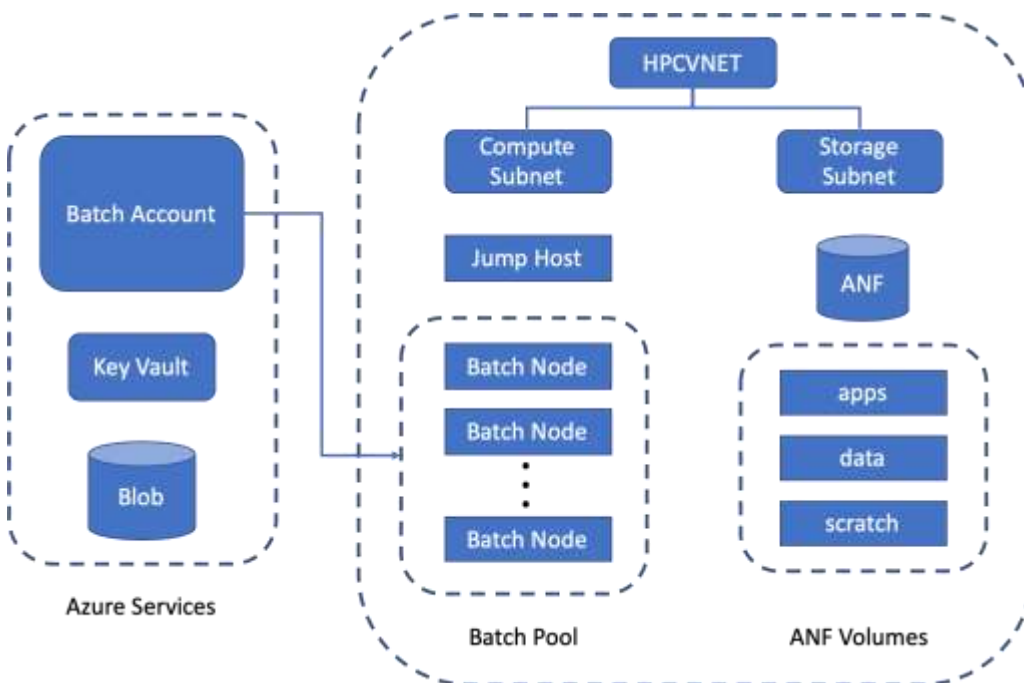 HPCVNET
Compute
Subnet
Storage
Subnet
Batch Account
Jump Host
ANF
Key Vault
Batch Node
apps
Batch Node
data
Blob
Batch Node
scratch
Azure Services
Batch Pool
ANF Volumes